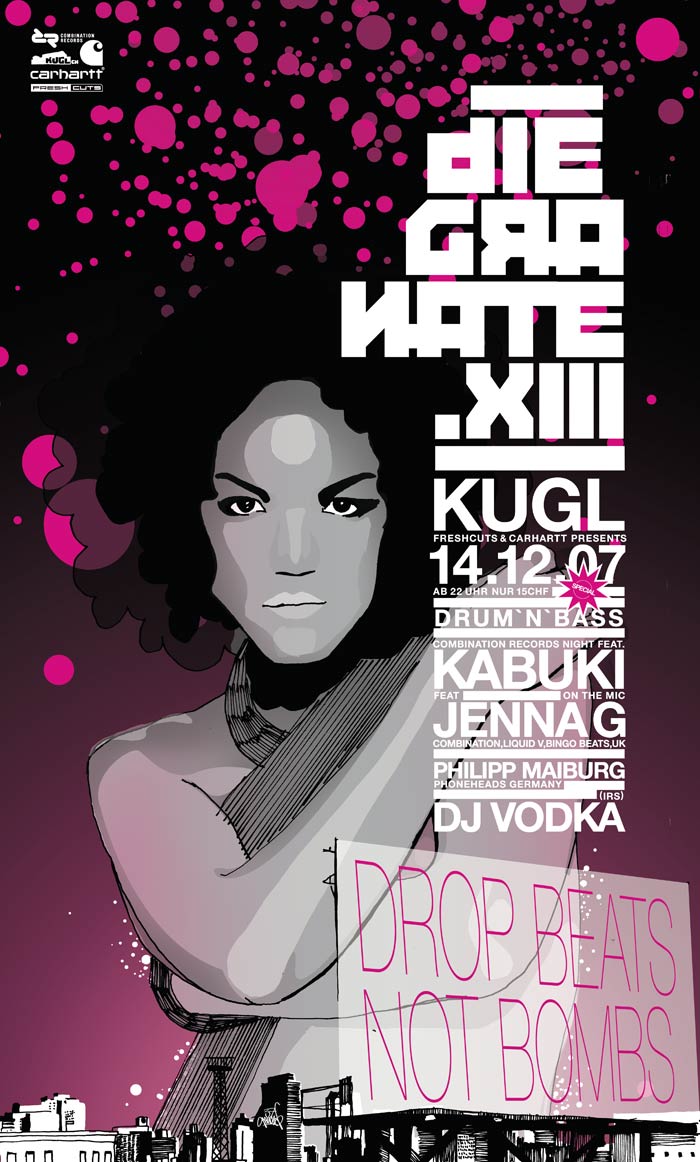 COMBINATION
RECORDS
KUGL.CH
carhartt
FRESH CUTS
dIE
GRA
NATE
.XIII
KUGL
FRESHCUTS & CARHARTT PRESENTS
14.12.07
AB 22 UHR NUR 15CHF
SPECIAL
DRUM`N`BASS
COMBINATION RECORDS NIGHT FEAT.
KABUKI
FEAT ON THE MIC
JENNA G
COMBINATION,LIQUID V,BINGO BEATS,UK
PHILIPP MAIBURG
PHONEHEADS GERMANY
(IRS)
DJ VODKA
DROP BEATS
NOT BOMBS